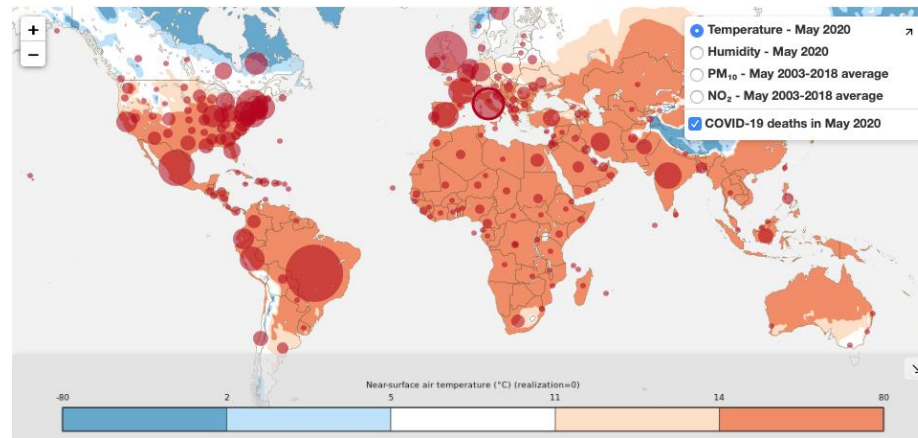 +
−
Temperature - May 2020
Humidity - May 2020
PM₁₀ - May 2003-2018 average
NO₂ - May 2003-2018 average
COVID-19 deaths in May 2020
Near-surface air temperature (°C) (realization=0)
-80 2 5 11 14 80